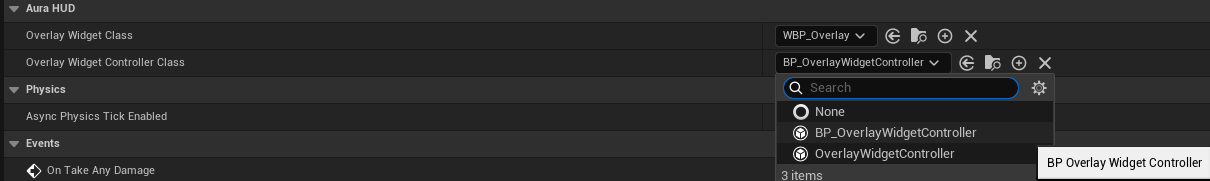 Aura HUD
Overlay Widget Class WBP_Overlay
Overlay Widget Controller Class BP_OverlayWidgetController
Physics Search
None
Async Physics Tick Enabled
BP_OverlayWidgetController
Events
OverlayWidgetController
BP Overlay Widget Controller
On Take Any Damage
3 items